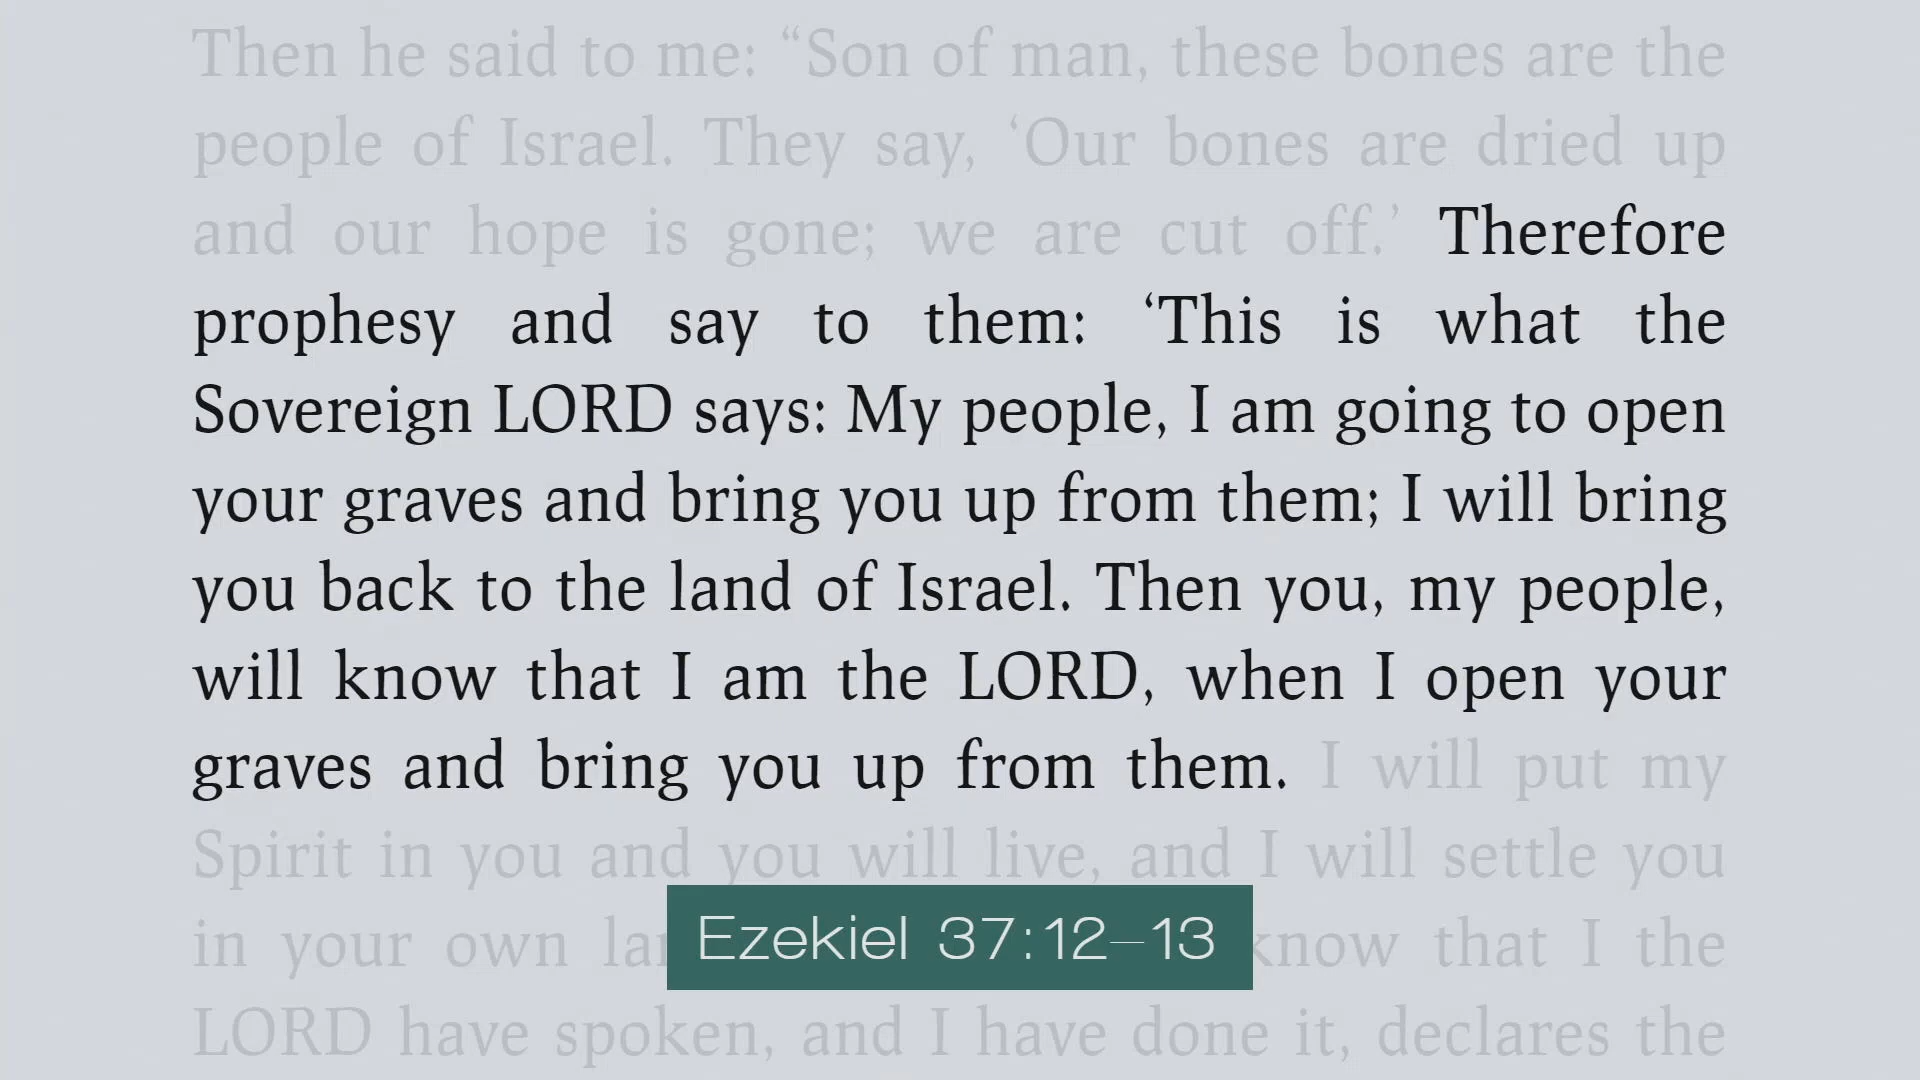 Then he said to me: “Son of man, these bones are the
people of Israel. They say, ‘Our bones are dried up
and our hope is gone; we are cut off.’ Therefore
prophesy and say to them: ‘This is what the
Sovereign LORD says: My people, I am going to open
your graves and bring you up from them; I will bring
you back to the land of Israel. Then you, my people,
will know that I am the LORD, when I open your
graves and bring you up from them. I will put my
Spirit in you and you will live, and I will settle you
in your own know that I the
Ezekiel 37:12–13
LORD have spoken, and I have done it, declares the